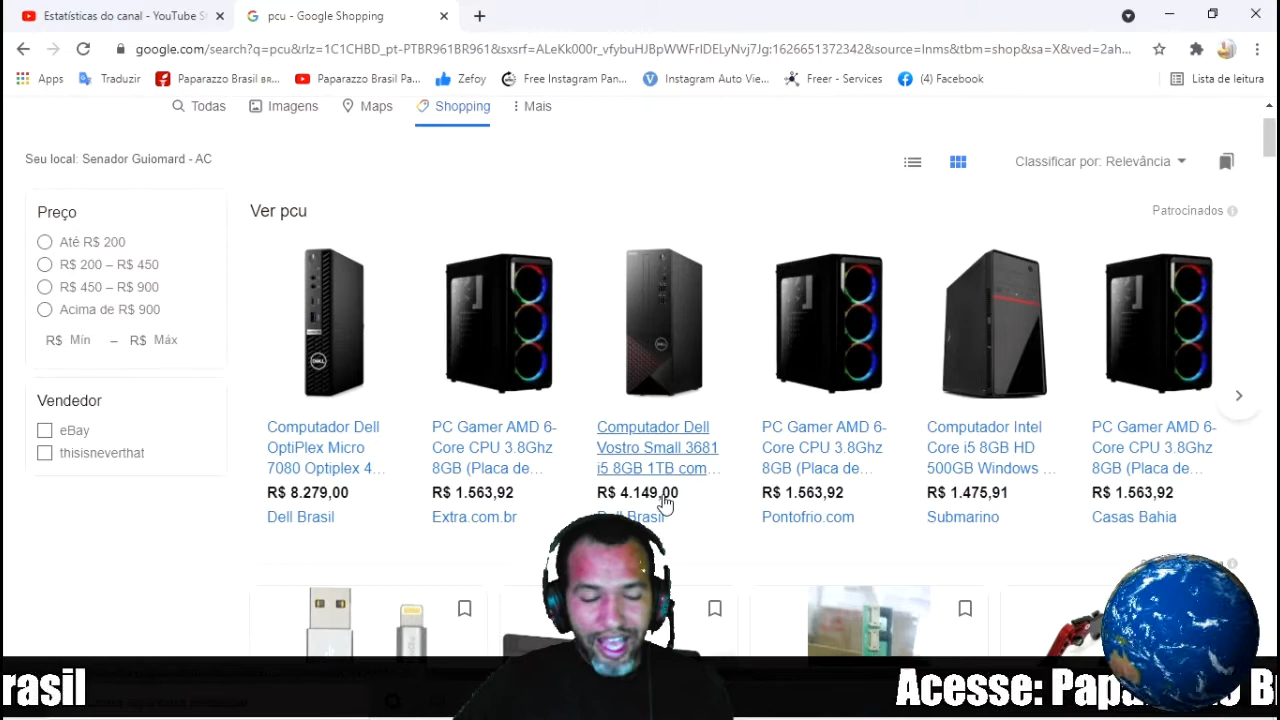 Estatísticas do canal - YouTube S
pcu - Google Shopping
google.com/search?q=pcu&rlz=1C1CHBD_pt-PTBR961BR961&sxsrf=ALeKk000r_vfybuHJBpWWFrIDELyNvj7Jg:1626651372342&source=lnms&tbm=shop&sa=X&ved=2ah...
Apps Traduzir Paparazzo Brasil BR... Paparazzo Brasil Pa... Zefoy Free Instagram Pan... Instagram Auto Vie... Freer - Services (4) Facebook Lista de leitura
Todas Imagens Maps Shopping Mais
Seu local: Senador Guiomard - AC
Classificar por: Relevância
Preço
Até R$ 200
R$ 200 – R$ 450
R$ 450 – R$ 900
Acima de R$ 900
R$ Mín – R$ Máx
Vendedor
eBay
thisisneverthat
Ver pcu
Patrocinados
Computador Dell
OptiPlex Micro
7080 Optiplex 4...
R$ 8.279,00
Dell Brasil
PC Gamer AMD 6-
Core CPU 3.8Ghz
8GB (Placa de...
R$ 1.563,92
Extra.com.br
Computador Dell
Vostro Small 3681
i5 8GB 1TB com...
R$ 4.149,00
Dell Brasil
PC Gamer AMD 6-
Core CPU 3.8Ghz
8GB (Placa de...
R$ 1.563,92
Pontofrio.com
Computador Intel
Core i5 8GB HD
500GB Windows ...
R$ 1.475,91
Submarino
PC Gamer AMD 6-
Core CPU 3.8Ghz
8GB (Placa de...
R$ 1.563,92
Casas Bahia
rasil
Acesse: Pap